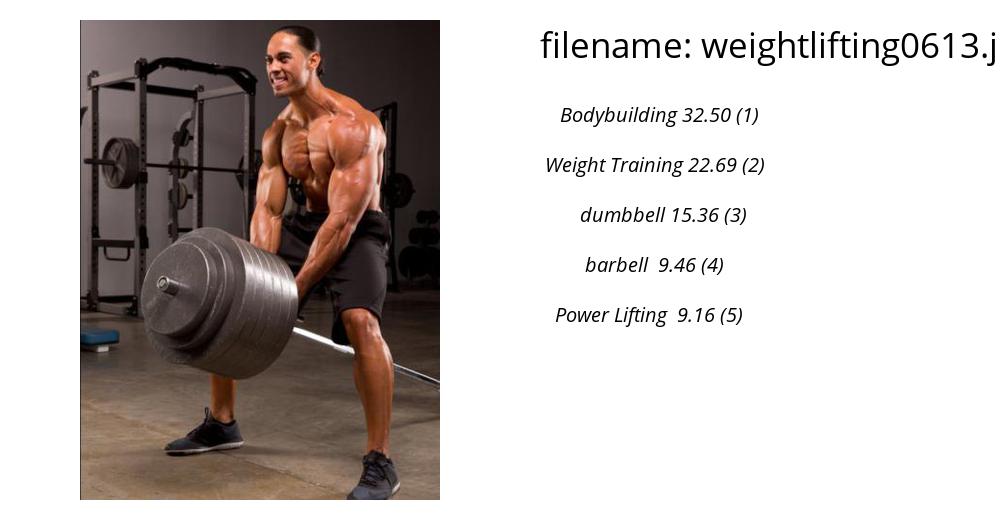 filename: weightlifting0613.j
Bodybuilding 32.50 (1)
Weight Training 22.69 (2)
dumbbell 15.36 (3)
barbell 9.46 (4)
Power Lifting 9.16 (5)